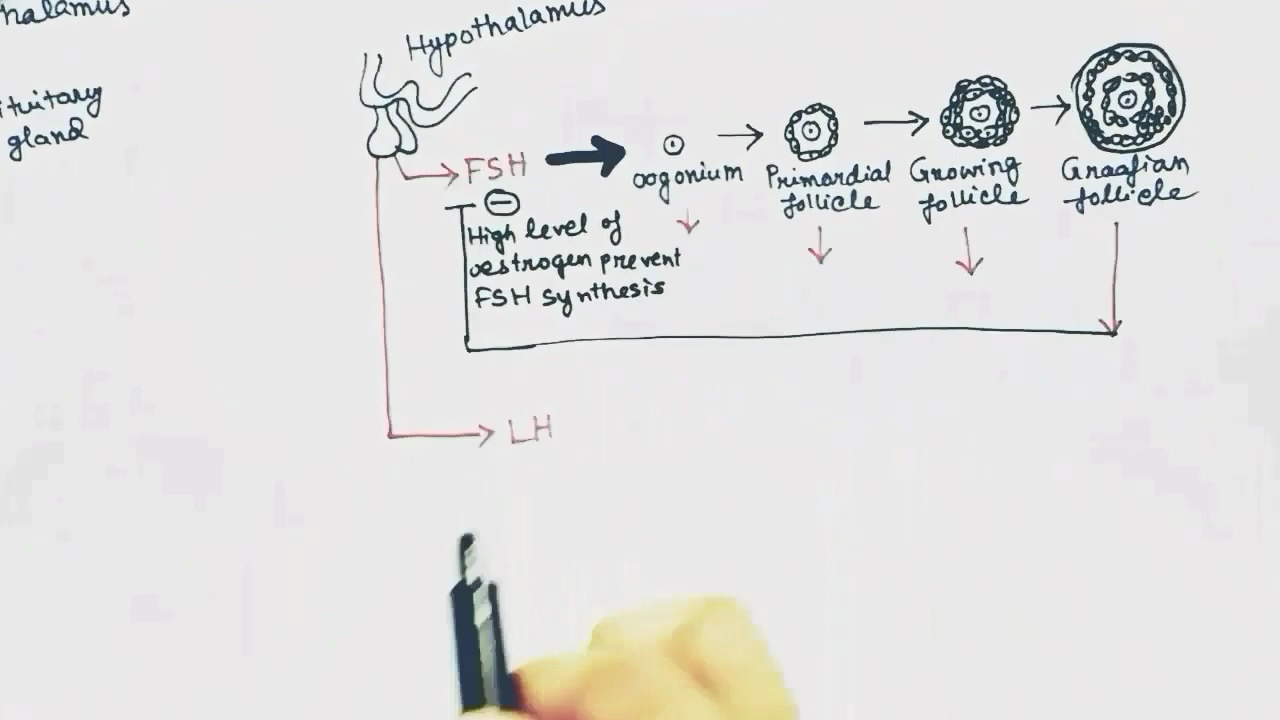 halamus
ituitary
gland
Hypothalamus
FSH
oogonium
Primordial
follicle
Growing
follicle
Graafian
follicle
High level of
oestrogen prevent
FSH synthesis
LH